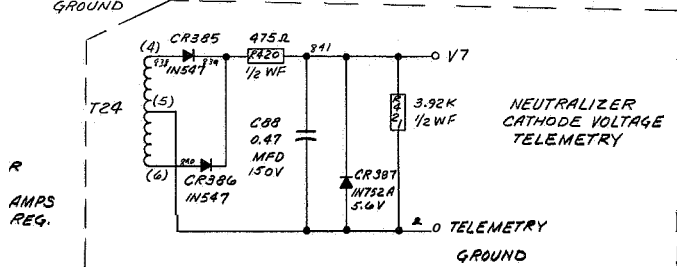 GROUND
(4)
CR385
838
1N547
839
475Ω
R420
1/2 WF
841
V7
T24
(5)
C88
0.47
MFD
150V
R421
3.92K
1/2 WF
NEUTRALIZER
CATHODE VOLTAGE
TELEMETRY
840
(6)
CR386
1N547
CR387
1N752A
5.6V
R
AMPS
REG.
2
TELEMETRY
GROUND